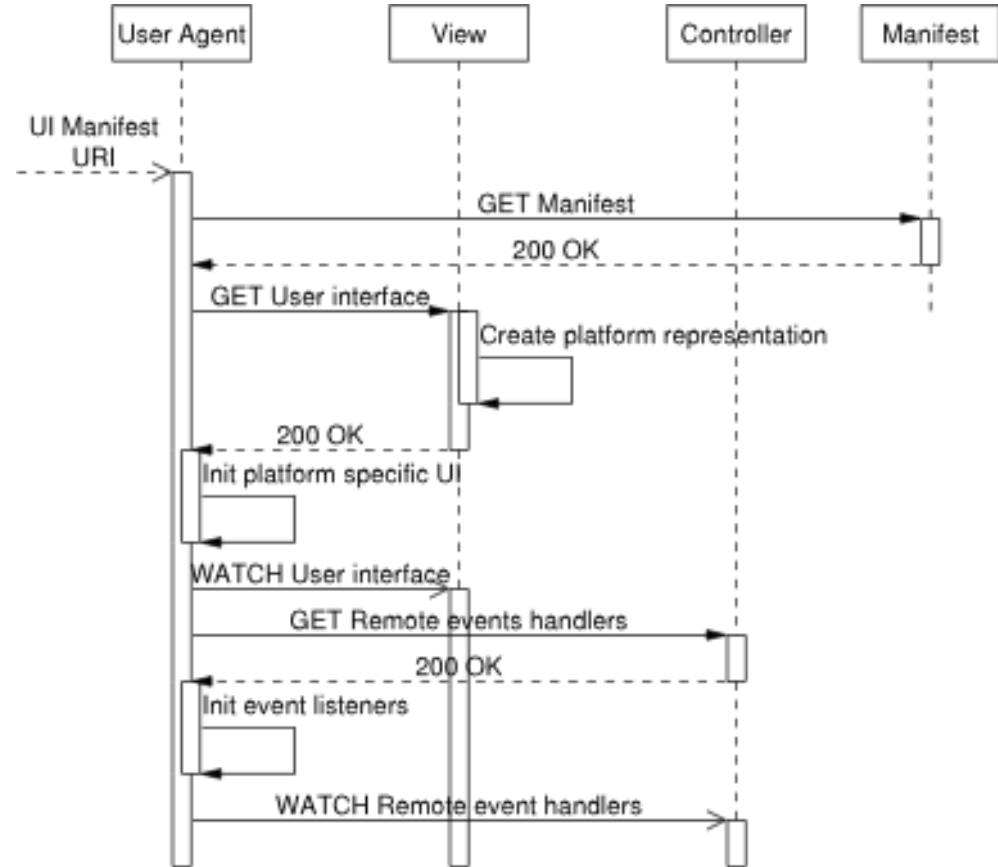 User Agent
View
Controller
Manifest
UI Manifest
URI
GET Manifest
200 OK
GET User interface
Create platform representation
200 OK
Init platform specific UI
WATCH User interface
GET Remote events handlers
200 OK
Init event listeners
WATCH Remote event handlers